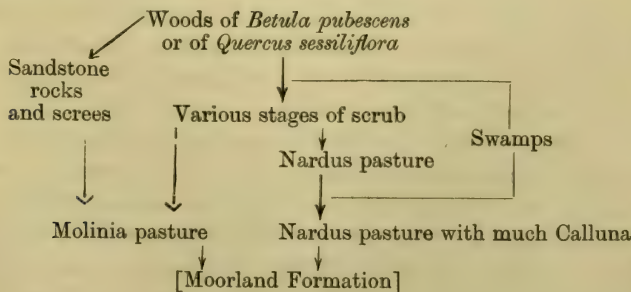 Woods of Betula pubescens
or of Quercus sessiliflora
Sandstone
rocks
and screes
Various stages of scrub
Swamps
Nardus pasture
Molinia pasture
Nardus pasture with much Calluna
[Moorland Formation]